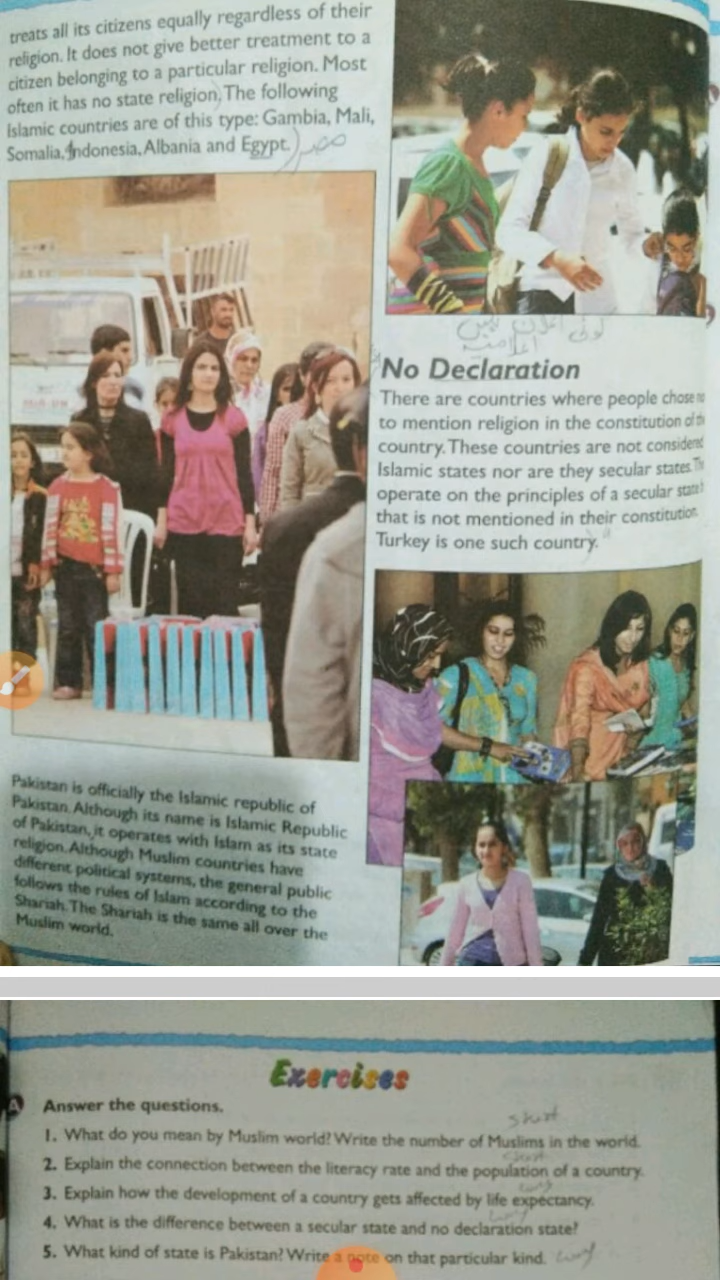 treats all its citizens equally regardless of their
religion. It does not give better treatment to a
citizen belonging to a particular religion. Most
often it has no state religion. The following
Islamic countries are of this type: Gambia, Mali,
Somalia, Indonesia, Albania and Egypt.
مصر
Pakistan is officially the Islamic republic of
Pakistan. Although its name is Islamic Republic
of Pakistan, it operates with Islam as its state
religion. Although Muslim countries have
different political systems, the general public
follows the rules of Islam according to the
Shariah. The Shariah is the same all over the
Muslim world.
کوئی اعلان نہیں
اعلامیہ
No Declaration
There are countries where people chose
to mention religion in the constitution of
country. These countries are not considered
Islamic states nor are they secular states.
operate on the principles of a secular state
that is not mentioned in their constitution.
Turkey is one such country.
Exercises
A Answer the questions.
short
1. What do you mean by Muslim world? Write the number of Muslims in the world.
short
2. Explain the connection between the literacy rate and the population of a country.
long
3. Explain how the development of a country gets affected by life expectancy.
long
4. What is the difference between a secular state and no declaration state?
5. What kind of state is Pakistan? Write a note on that particular kind. long